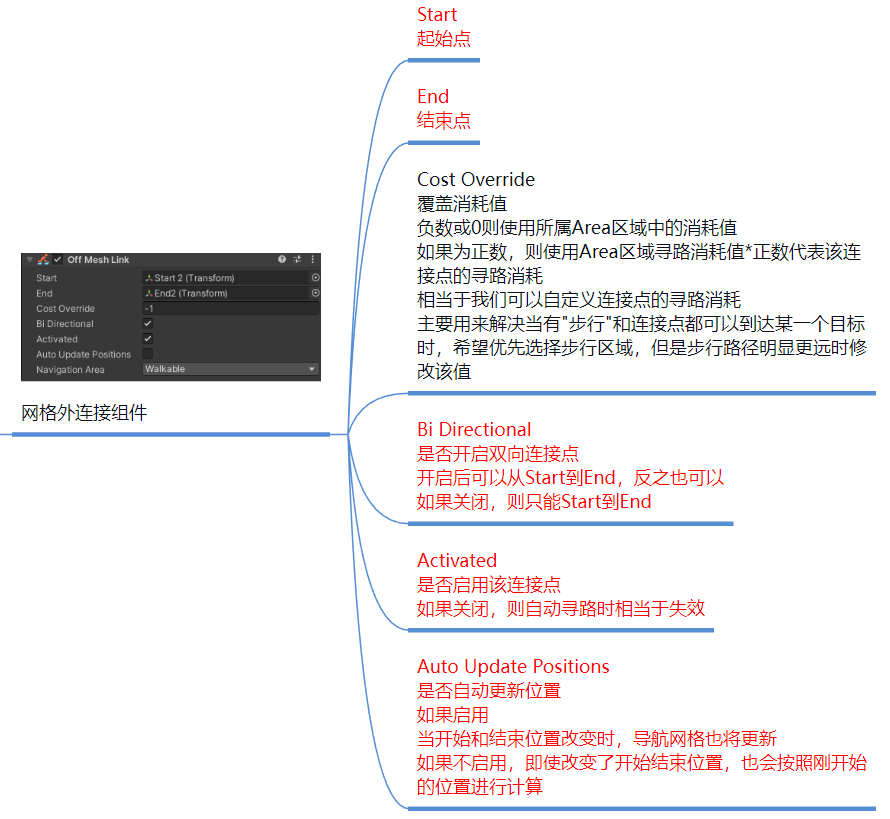 Off Mesh Link
Start
Start 2 (Transform)
End
End2 (Transform)
Cost Override
-1
Bi Directional
Activated
Auto Update Positions
Navigation Area
Walkable
网格外连接组件
Start
起始点
End
结束点
Cost Override
覆盖消耗值
负数或0则使用所属Area区域中的消耗值
如果为正数，则使用Area区域寻路消耗值*正数代表该连
接点的寻路消耗
相当于我们可以自定义连接点的寻路消耗
主要用来解决当有"步行"和连接点都可以到达某一个目标
时，希望优先选择步行区域，但是步行路径明显更远时修
改该值
Bi Directional
是否开启双向连接点
开启后可以从Start到End，反之也可以
如果关闭，则只能Start到End
Activated
是否启用该连接点
如果关闭，则自动寻路时相当于失效
Auto Update Positions
是否自动更新位置
如果启用
当开始和结束位置改变时，导航网格也将更新
如果不启用，即使改变了开始结束位置，也会按照刚开始
的位置进行计算